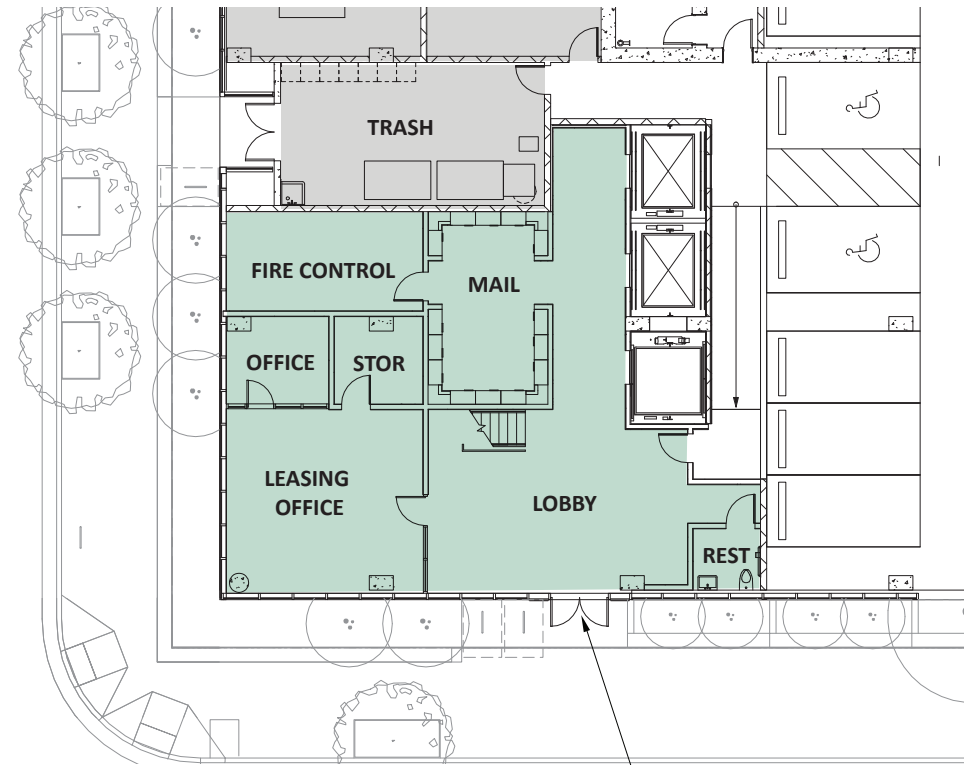 TRASH
FIRE CONTROL
MAIL
OFFICE
STOR
LEASING
OFFICE
LOBBY
REST